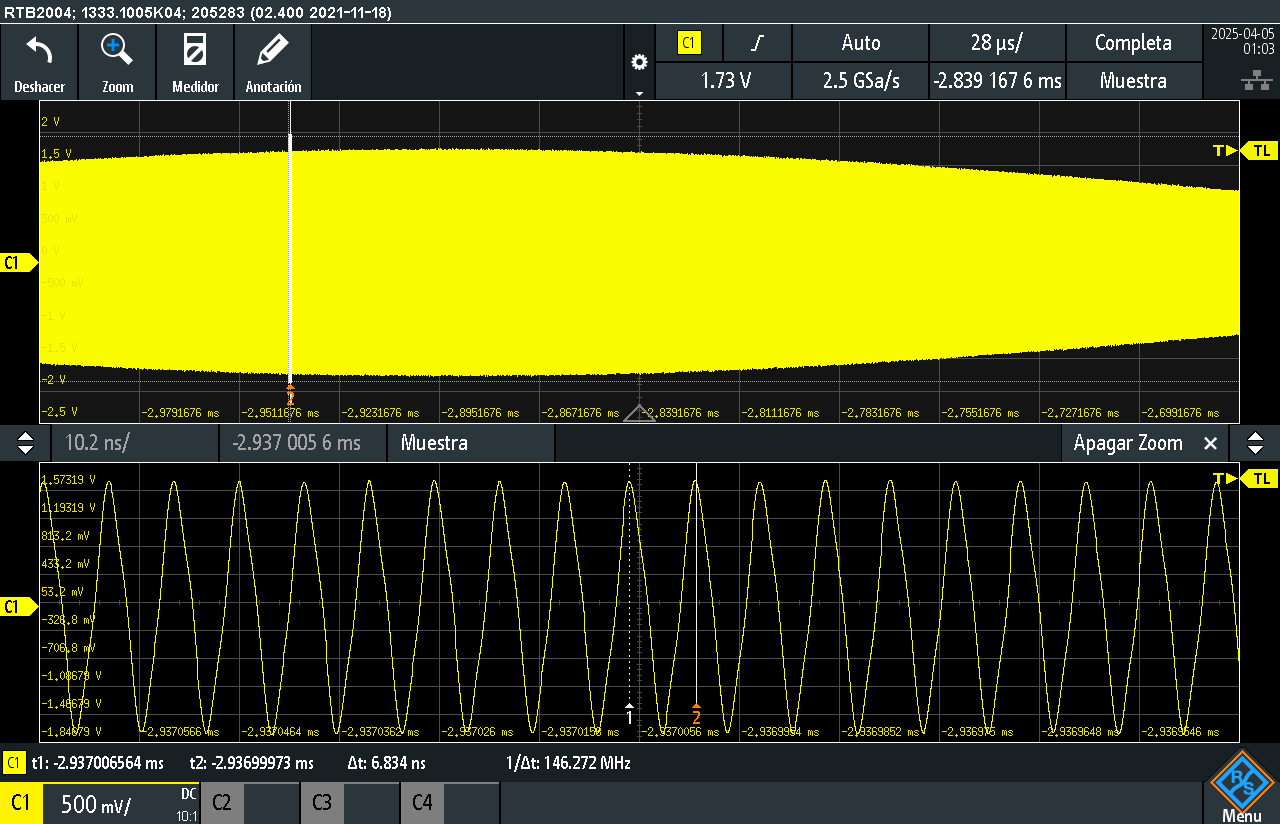 RTB2004; 1333.1005K04; 205283 (02.400 2021-11-18)
Deshacer
Zoom
Medidor
Anotación
C1
Auto
28 µs/
Completa
2025-04-05
01:03
1.73 V
2.5 GSa/s
-2.839 167 6 ms
Muestra
2 V
1.5 V
1 V
500 mV
0 V
-500 mV
-1 V
-1.5 V
-2 V
-2.5 V
T
TL
C1
-2.9791676 ms
-2.9511676 ms
-2.9231676 ms
-2.8951676 ms
-2.8671676 ms
-2.8391676 ms
-2.8111676 ms
-2.7831676 ms
-2.7551676 ms
-2.7271676 ms
-2.6991676 ms
10.2 ns/
-2.937 005 6 ms
Muestra
Apagar Zoom
1.57319 V
1.19319 V
813.2 mV
433.2 mV
53.2 mV
-326.8 mV
-706.8 mV
-1.08679 V
-1.46679 V
-1.84679 V
T
TL
C1
1
2
-2.9370566 ms
-2.9370464 ms
-2.9370362 ms
-2.937026 ms
-2.9370158 ms
-2.9370056 ms
-2.9369954 ms
-2.9369852 ms
-2.936975 ms
-2.9369648 ms
-2.9369546 ms
C1 t1: -2.937006564 ms t2: -2.93699973 ms Δt: 6.834 ns 1/Δt: 146.272 MHz
C1
500 mV/
DC
10:1
C2
C3
C4
R S
Menu